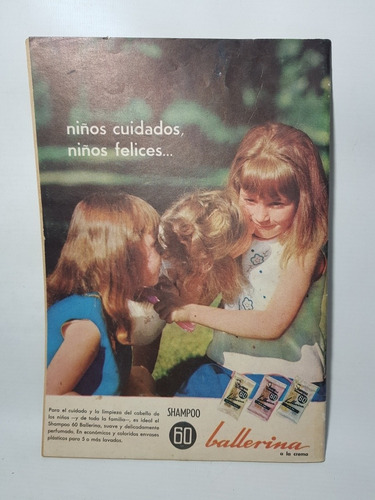 niños cuidados,
niños felices...
Para el cuidado y la limpieza del cabello de
los niños —y de toda la familia—, es ideal el
Shampoo 60 Ballerina, suave y delicadamente
perfumado. En económicos y coloridos envases
plásticos para 5 o más lavados.
SHAMPOO
60
ballerina
a la crema